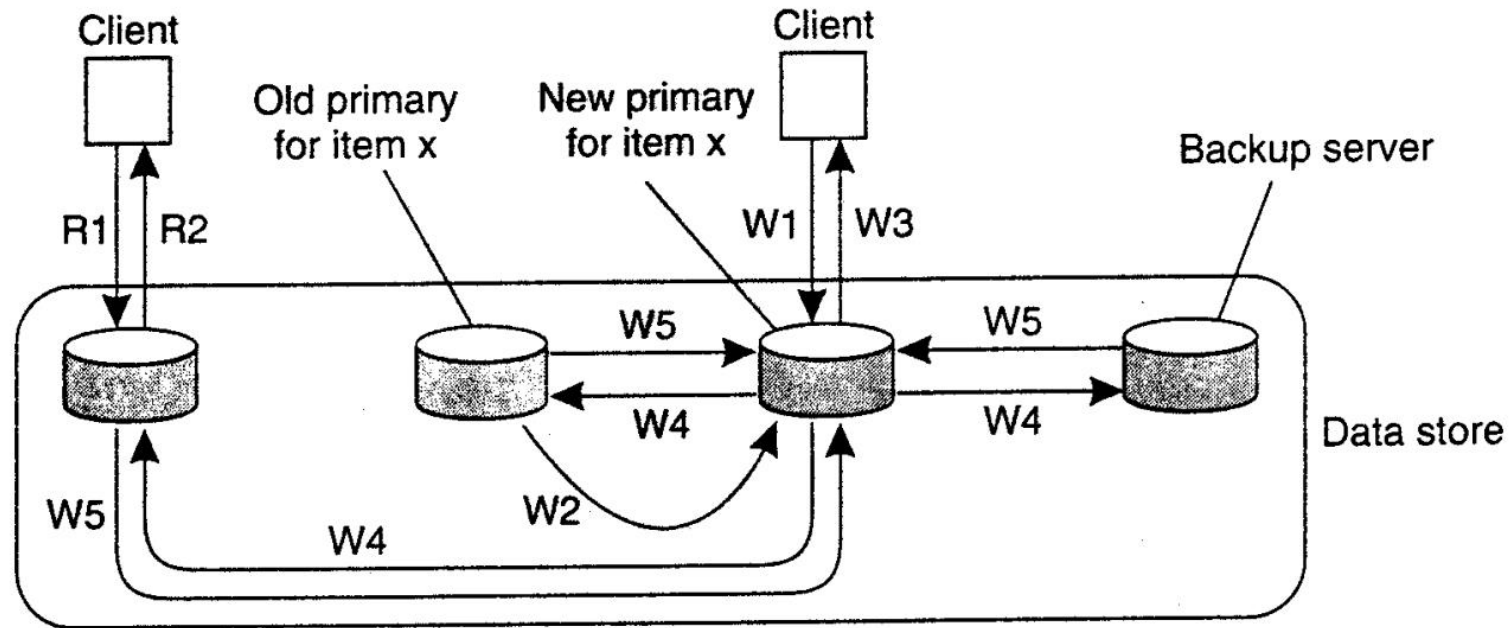 Client
Client
Old primary
for item x
New primary
for item x
Backup server
R1
R2
W1
W3
W5
W5
W4
W4
Data store
W5
W2
W4